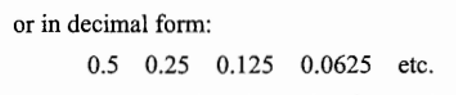 or in decimal form:
0.5 0.25 0.125 0.0625 etc.